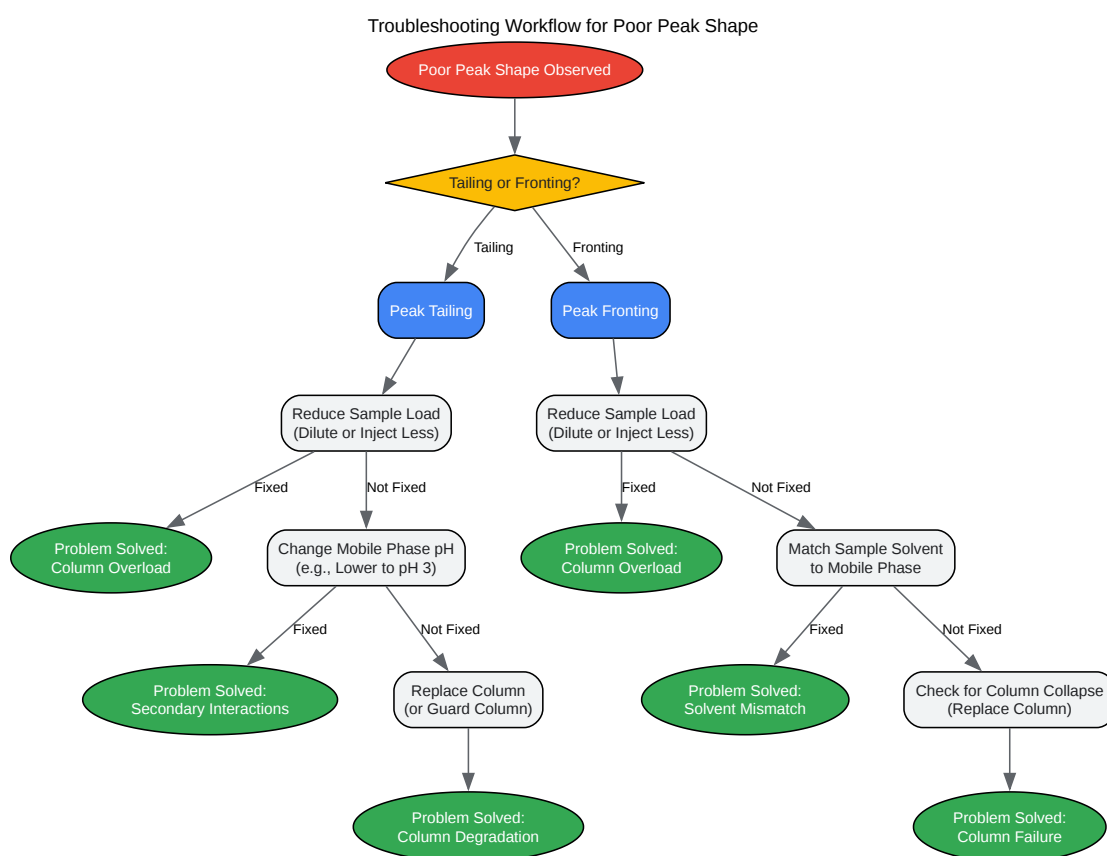 Troubleshooting Workflow for Poor Peak Shape
Poor Peak Shape Observed
Tailing or Fronting?
Tailing
Fronting
Peak Tailing
Peak Fronting
Reduce Sample Load
(Dilute or Inject Less)
Reduce Sample Load
(Dilute or Inject Less)
Fixed
Not Fixed
Fixed
Not Fixed
Problem Solved:
Column Overload
Change Mobile Phase pH
(e.g., Lower to pH 3)
Problem Solved:
Column Overload
Match Sample Solvent
to Mobile Phase
Fixed
Not Fixed
Fixed
Not Fixed
Problem Solved:
Secondary Interactions
Replace Column
(or Guard Column)
Problem Solved:
Solvent Mismatch
Check for Column Collapse
(Replace Column)
Problem Solved:
Column Degradation
Problem Solved:
Column Failure